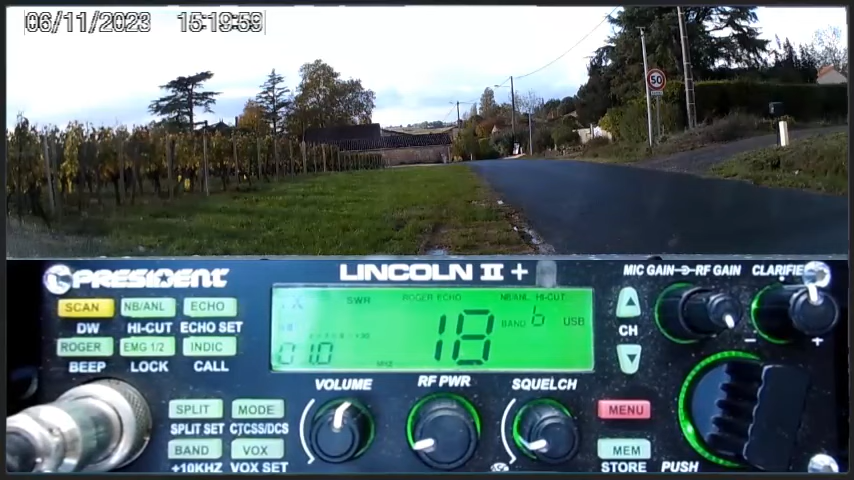 06/11/2023 15:19:59
50
PRESIDENT LINCOLN II + MIC GAIN RF GAIN CLARIFIER
SCAN NB/ANL ECHO
DW HI-CUT ECHO SET
ROGER EMG 1/2 INDIC
BEEP LOCK CALL
SWR ROGER ECHO NB/ANL HI-CUT
18 BAND b USB
010
CH
- +
VOLUME RF PWR SQUELCH
SPLIT MODE
SPLIT SET CTCSS/DCS
BAND VOX
+10KHZ VOX SET
MENU
MEM
STORE PUSH